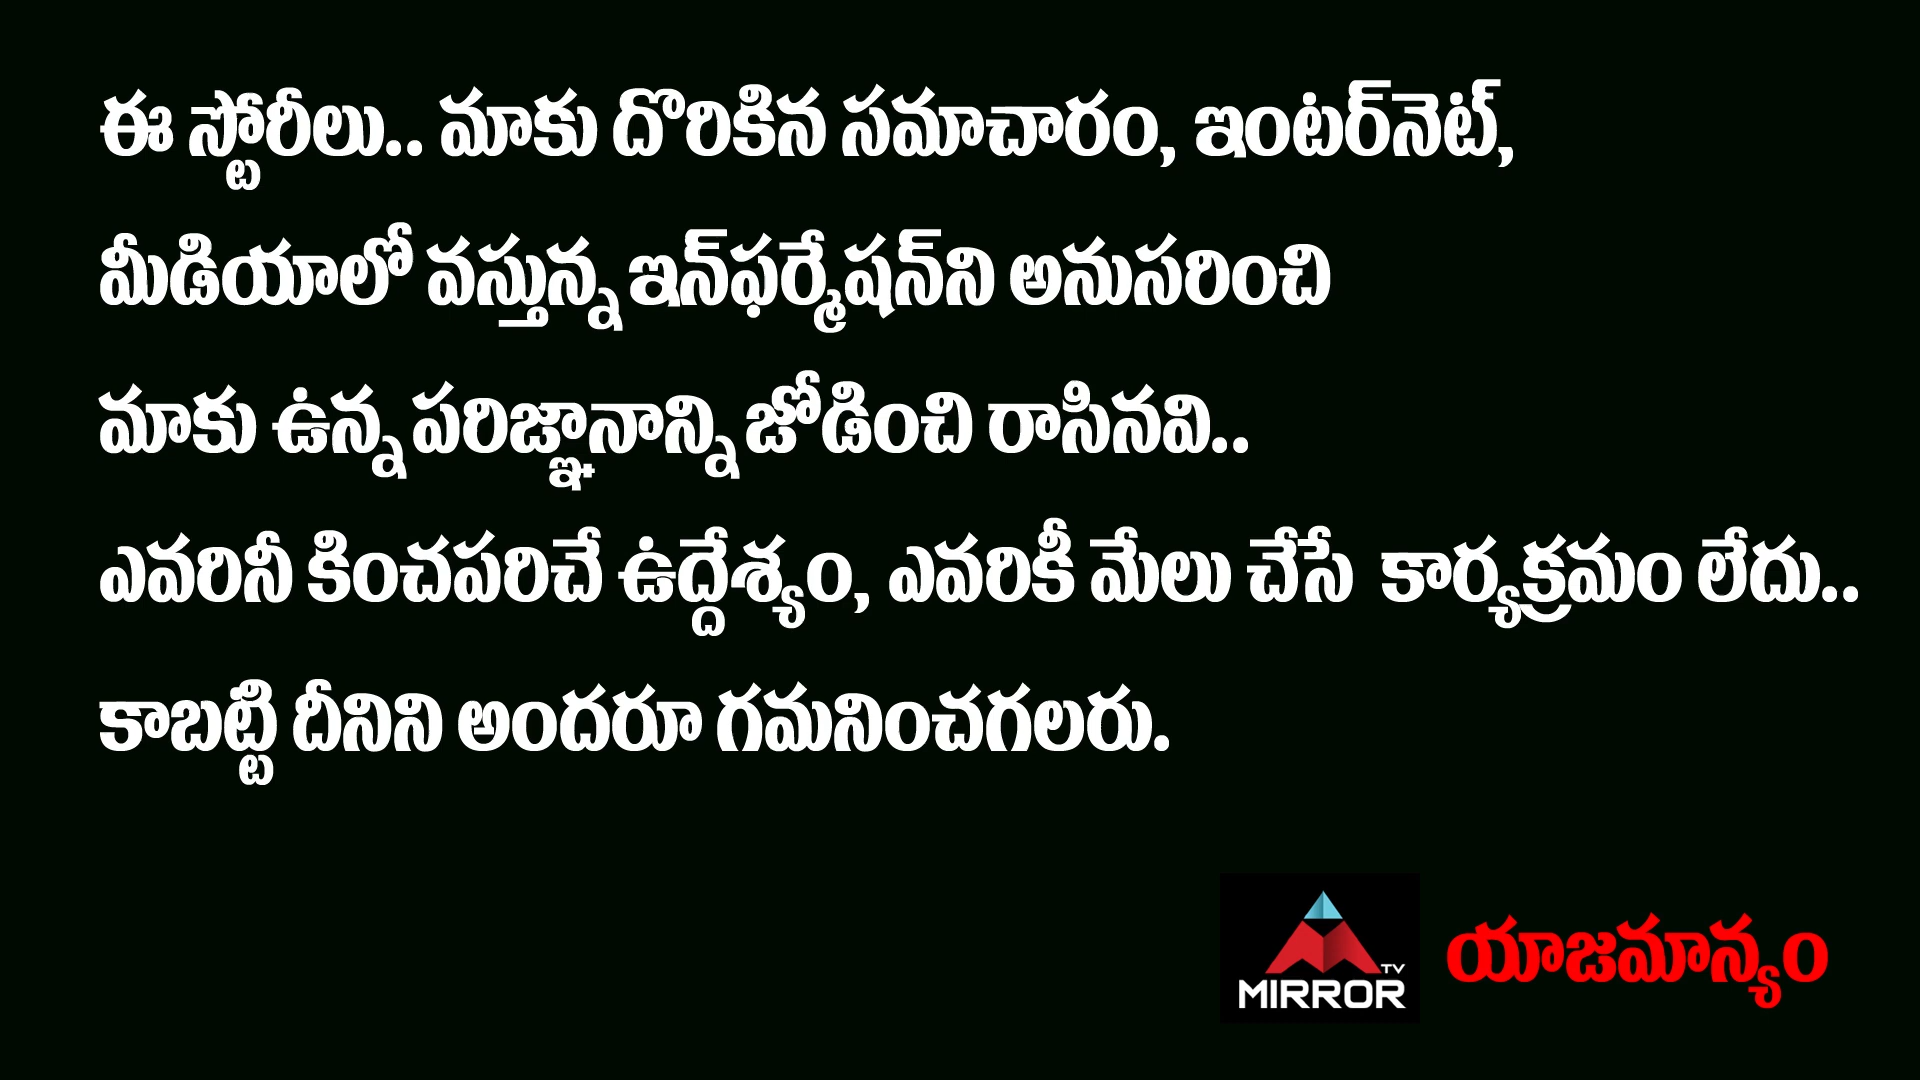 ఈ స్టోరీలు.. మాకు దొరికిన సమాచారం, ఇంటర్‌నెట్,
మీడియాలో వస్తున్న ఇన్‌ఫర్మేషన్‌ని అనుసరించి
మాకు ఉన్న పరిజ్ఞానాన్ని జోడించి రాసినవి..
ఎవరినీ కించపరిచే ఉద్దేశ్యం, ఎవరికీ మేలు చేసే కార్యక్రమం లేదు..
కాబట్టి దీనిని అందరూ గమనించగలరు.
TV
MIRROR
యాజమాన్యం